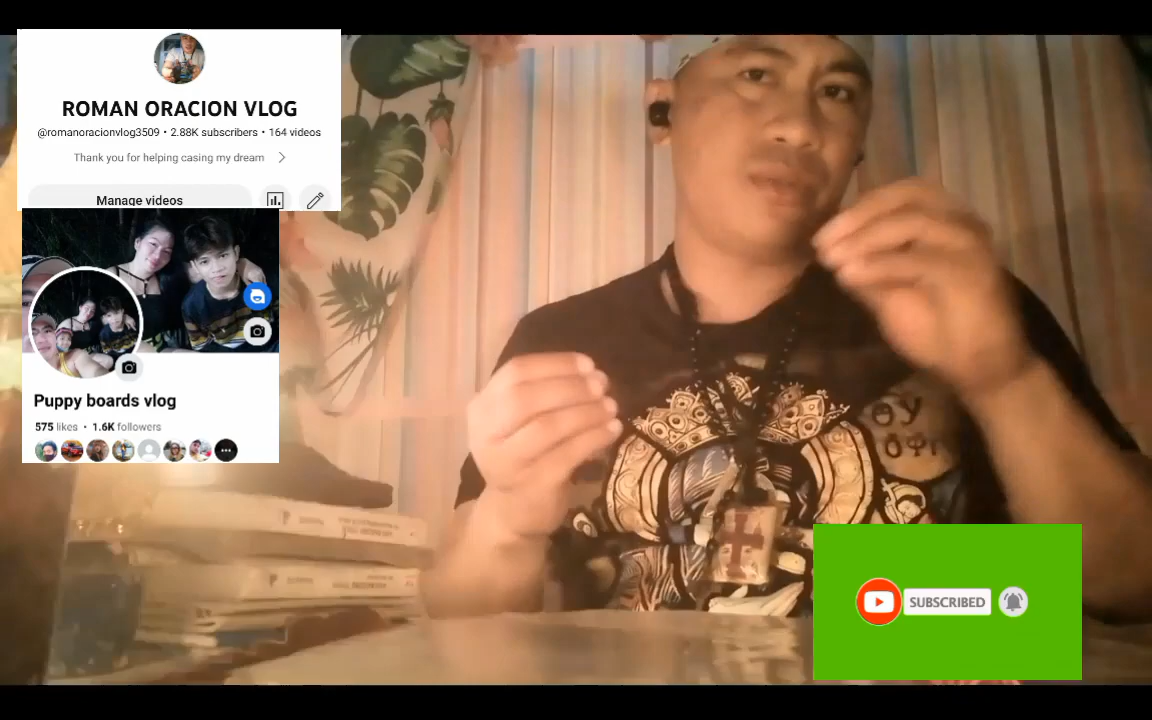 ROMAN ORACION VLOG
@romanoracionvlog3509 • 2.88K subscribers • 164 videos
Thank you for helping casing my dream
Manage videos
Puppy boards vlog
575 likes • 1.6K followers
SUBSCRIBED